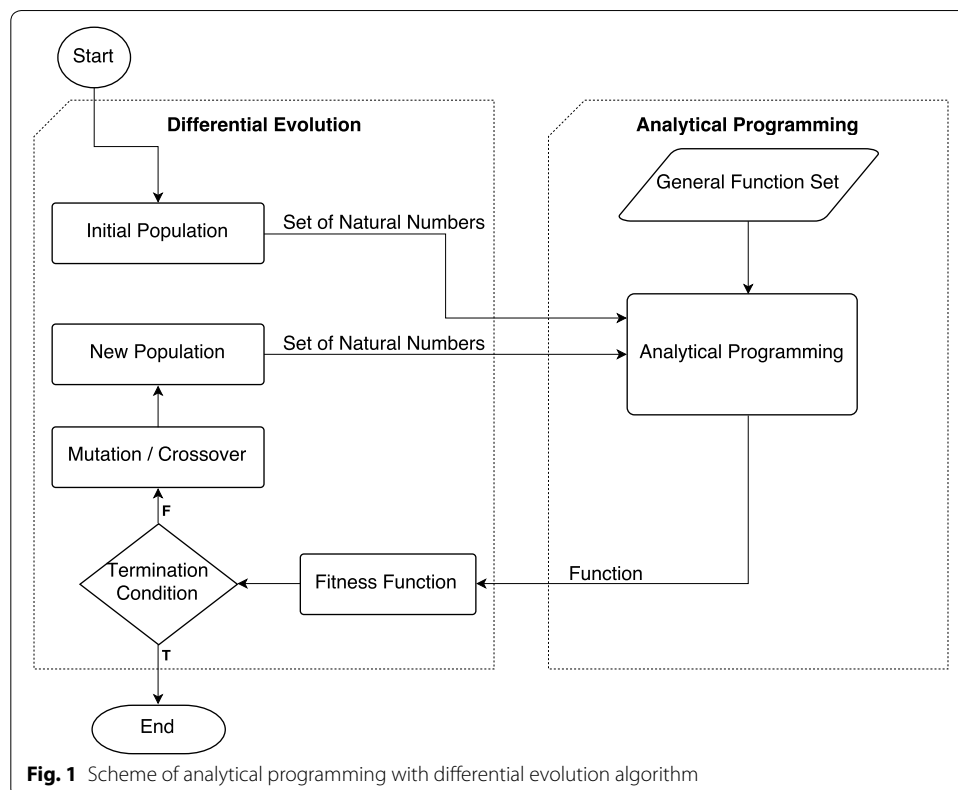 Start
Differential Evolution
Analytical Programming
General Function Set
Initial Population
Set of Natural Numbers
New Population
Set of Natural Numbers
Analytical Programming
Mutation / Crossover
F
Termination
Condition
Fitness Function
Function
T
End
Fig. 1 Scheme of analytical programming with differential evolution algorithm